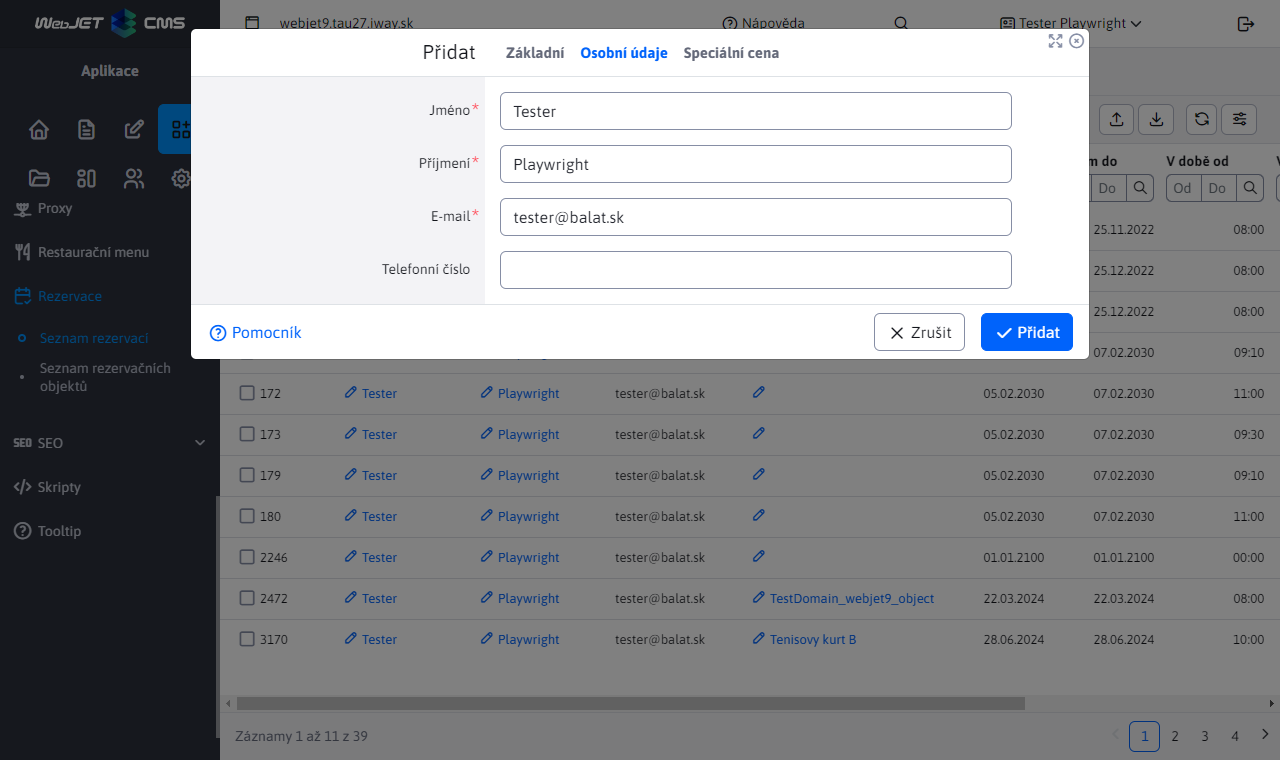 WebJET CMS
webjet9.tau27.iway.sk
Nápověda
Tester Playwright
Aplikace
Proxy
Restaurační menu
Rezervace
Seznam rezervací
Seznam rezervačních
objektů
SEO SEO
Skripty
Tooltip
Přidat Základní Osobní údaje Speciální cena
Jméno* Tester
Příjmení* Playwright
E-mail* tester@balat.sk
Telefonní číslo
Pomocník Zrušit Přidat
m do V době od
Do Od Do
25.11.2022 08:00
25.12.2022 08:00
05.12.2022 08:00
07.02.2030 09:10
172 Tester Playwright tester@balat.sk 05.02.2030 07.02.2030 11:00
173 Tester Playwright tester@balat.sk 05.02.2030 07.02.2030 09:30
179 Tester Playwright tester@balat.sk 05.02.2030 07.02.2030 09:10
180 Tester Playwright tester@balat.sk 05.02.2030 07.02.2030 11:00
2246 Tester Playwright tester@balat.sk 01.01.2100 01.01.2100 00:00
2472 Tester Playwright tester@balat.sk TestDomain_webjet9_object 22.03.2024 22.03.2024 08:00
3170 Tester Playwright tester@balat.sk Tenisovy kurt B 28.06.2024 28.06.2024 10:00
Záznamy 1 až 11 z 39
1 2 3 4